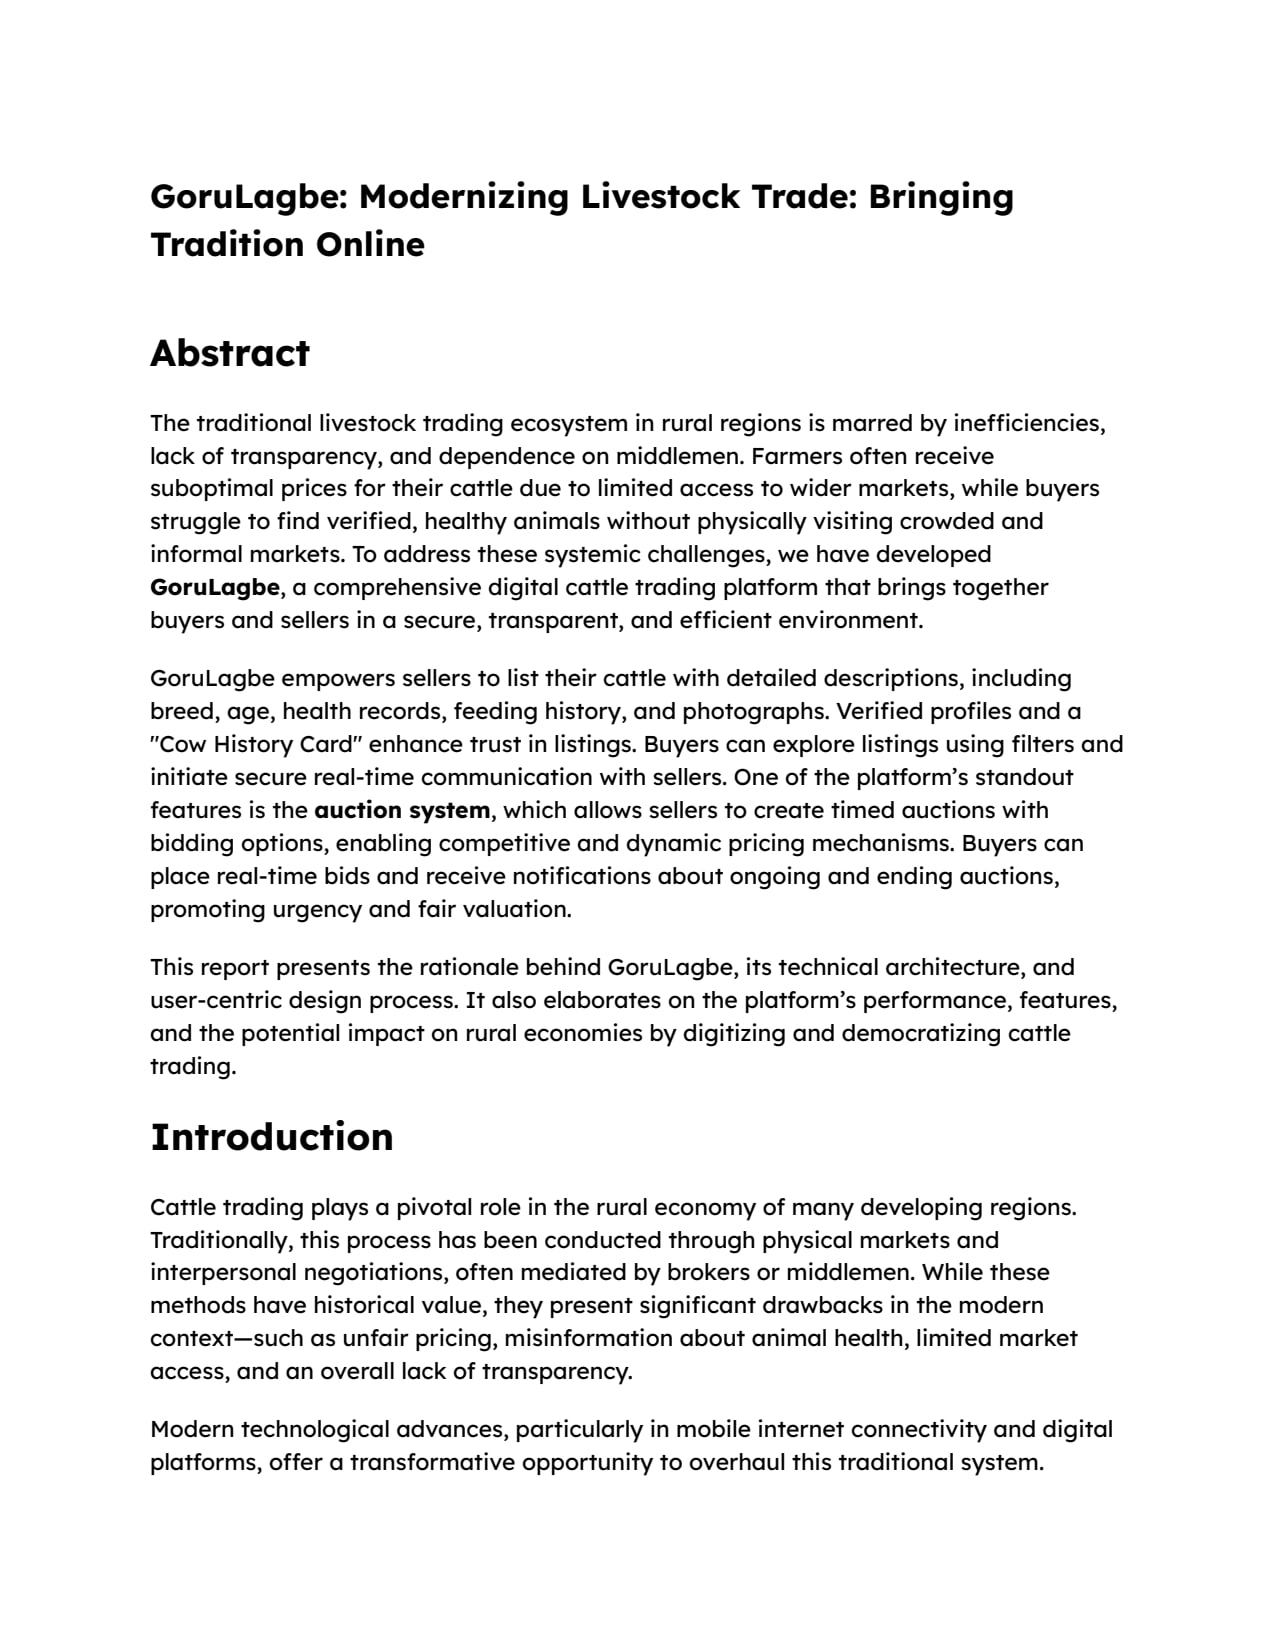 GoruLagbe: Modernizing Livestock Trade: Bringing
Tradition Online
Abstract
The traditional livestock trading ecosystem in rural regions is marred by inefficiencies,
lack of transparency, and dependence on middlemen. Farmers often receive
suboptimal prices for their cattle due to limited access to wider markets, while buyers
struggle to find verified, healthy animals without physically visiting crowded and
informal markets. To address these systemic challenges, we have developed
GoruLagbe, a comprehensive digital cattle trading platform that brings together
buyers and sellers in a secure, transparent, and efficient environment.
GoruLagbe empowers sellers to list their cattle with detailed descriptions, including
breed, age, health records, feeding history, and photographs. Verified profiles and a
"Cow History Card" enhance trust in listings. Buyers can explore listings using filters and
initiate secure real-time communication with sellers. One of the platform’s standout
features is the auction system, which allows sellers to create timed auctions with
bidding options, enabling competitive and dynamic pricing mechanisms. Buyers can
place real-time bids and receive notifications about ongoing and ending auctions,
promoting urgency and fair valuation.
This report presents the rationale behind GoruLagbe, its technical architecture, and
user-centric design process. It also elaborates on the platform’s performance, features,
and the potential impact on rural economies by digitizing and democratizing cattle
trading.
Introduction
Cattle trading plays a pivotal role in the rural economy of many developing regions.
Traditionally, this process has been conducted through physical markets and
interpersonal negotiations, often mediated by brokers or middlemen. While these
methods have historical value, they present significant drawbacks in the modern
context—such as unfair pricing, misinformation about animal health, limited market
access, and an overall lack of transparency.
Modern technological advances, particularly in mobile internet connectivity and digital
platforms, offer a transformative opportunity to overhaul this traditional system.